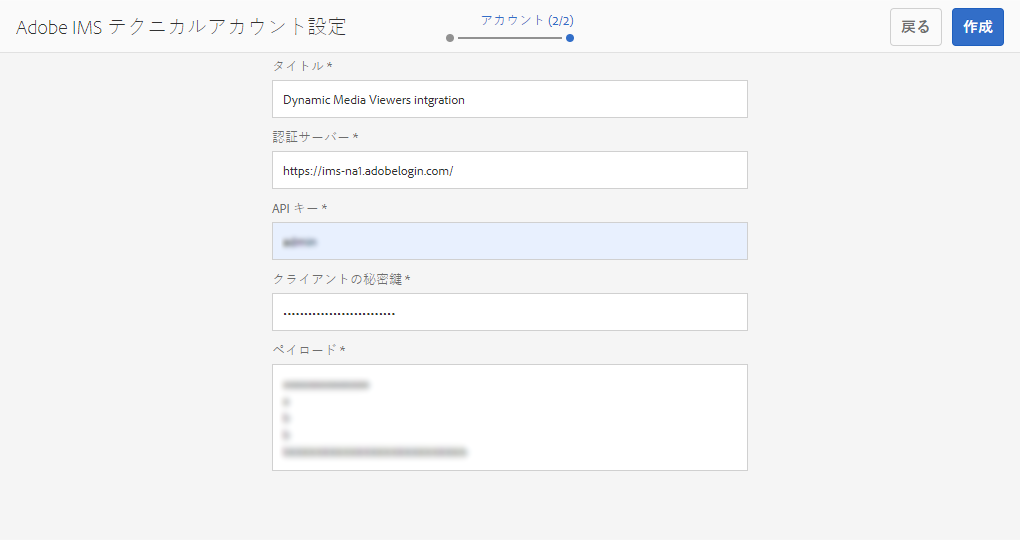 Adobe IMS テクニカルアカウント設定
アカウント (2/2)
戻る
作成
タイトル *
Dynamic Media Viewers intgration
認証サーバー *
https://ims-na1.adobelogin.com/
API キー *
クライアントの秘密鍵 *
ペイロード *